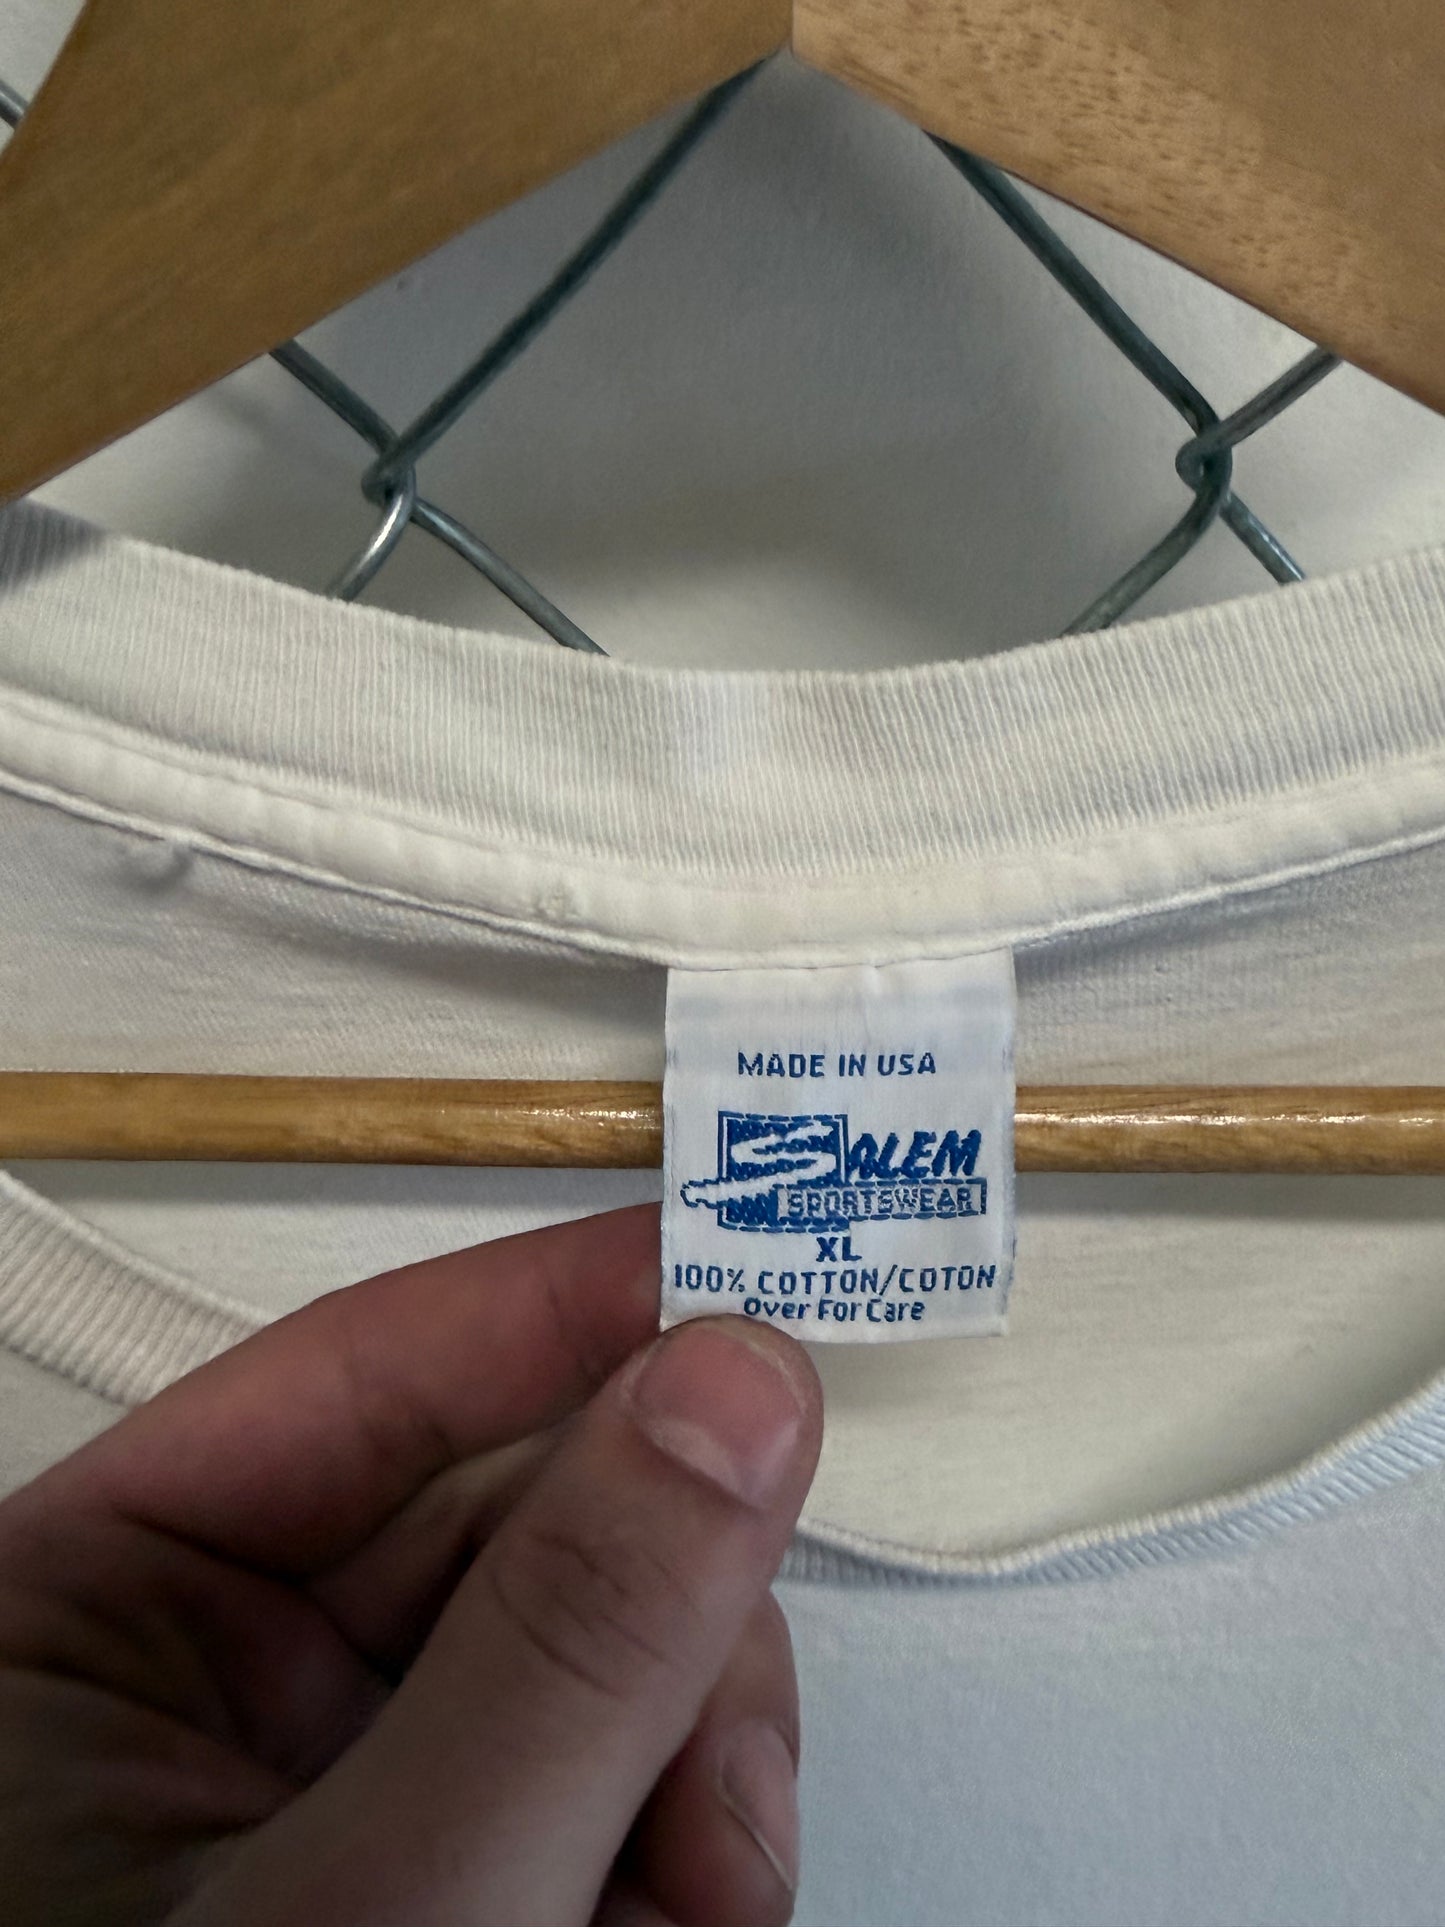 MADE IN USA
SALEM
SPORTSWEAR
XL
100% COTTON/COTON
Over For Care